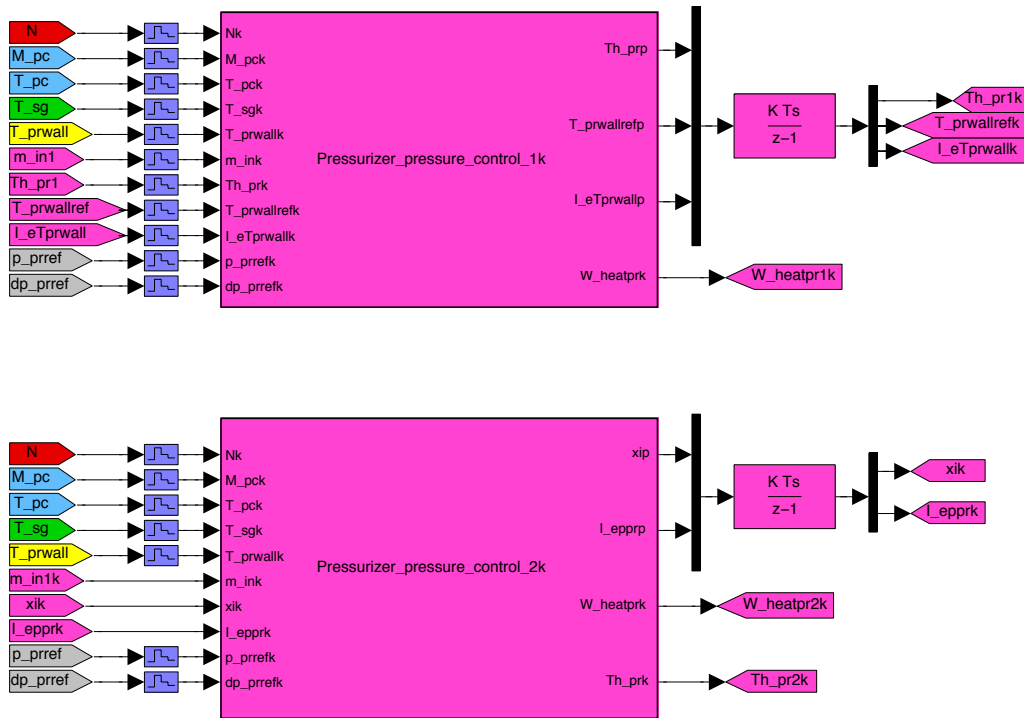 N
M_pc
T_pc
T_sg
T_prwall
m_in1
Th_pr1
T_prwallref
I_eTprwall
p_prref
dp_prref
Nk
M_pck
T_pck
T_sgk
T_prwallk
m_ink
Th_prk
T_prwallrefk
I_eTprwallk
p_prrefk
dp_prrefk
Pressurizer_pressure_control_1k
Th_prp
T_prwallrefp
I_eTprwallp
W_heatprk
K Ts
z−1
Th_pr1k
T_prwallrefk
I_eTprwallk
W_heatpr1k
N
M_pc
T_pc
T_sg
T_prwall
m_in1k
xik
I_epprk
p_prref
dp_prref
Nk
M_pck
T_pck
T_sgk
T_prwallk
m_ink
xik
I_epprk
p_prrefk
dp_prrefk
Pressurizer_pressure_control_2k
xip
I_epprp
W_heatprk
Th_prk
K Ts
z−1
xik
I_epprk
W_heatpr2k
Th_pr2k